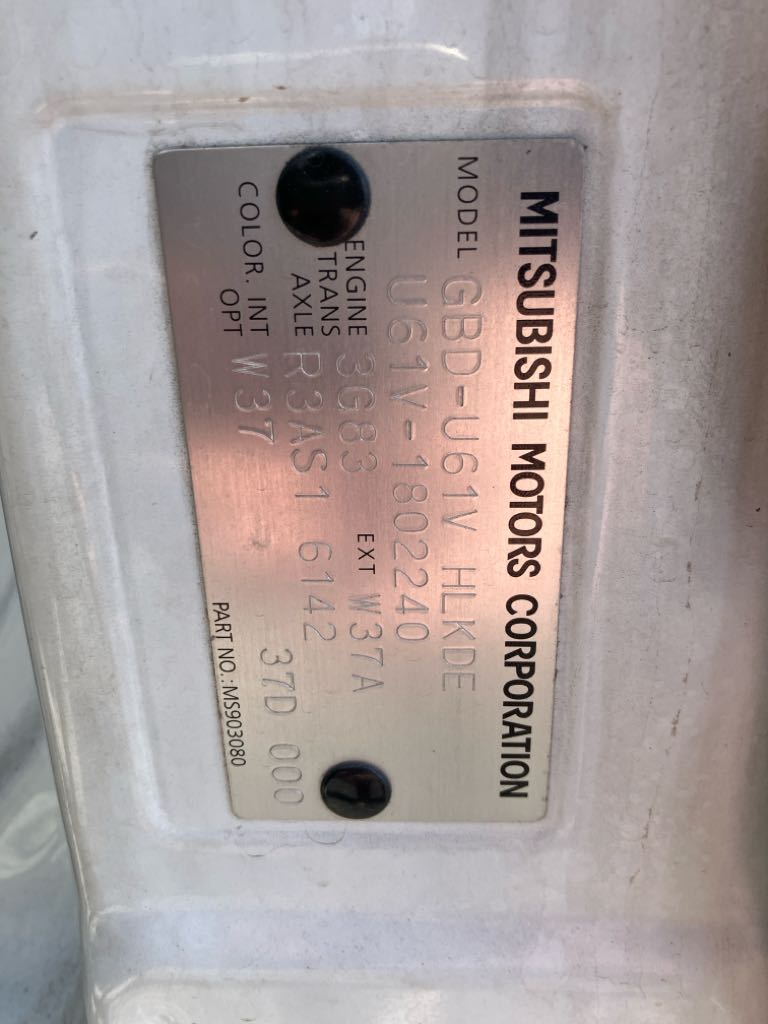 MITSUBISHI MOTORS CORPORATION
MODEL GBD-U61V HLKDE
U61V-1802240
ENGINE 3G83 EXT W37A
TRANS
AXLE R3AS1 6142
COLOR. INT
OPT W37 37D 000
PART NO.:MS903080